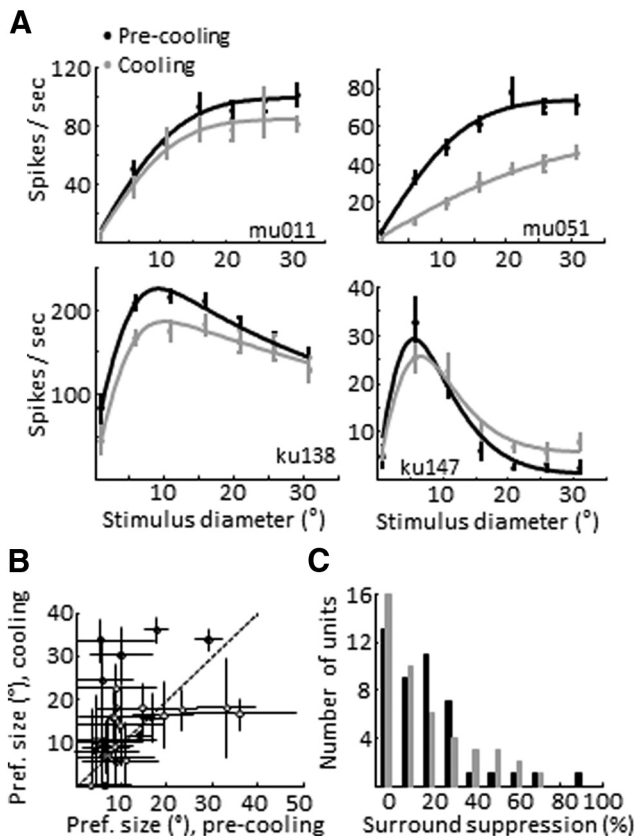 A
Pre-cooling
Cooling
Spikes / sec
120
80
40
10 20 30
mu011
80
60
40
20
10 20 30
mu051
Spikes / sec
200
100
10 20 30
ku138
Stimulus diameter (°)
40
30
20
10
10 20 30
ku147
Stimulus diameter (°)
B
Pref. size (°), cooling
40
30
20
10
10 20 30 40 50
Pref. size (°), pre-cooling
C
Number of units
16
12
8
4
0 20 40 60 80 100
Surround suppression (%)